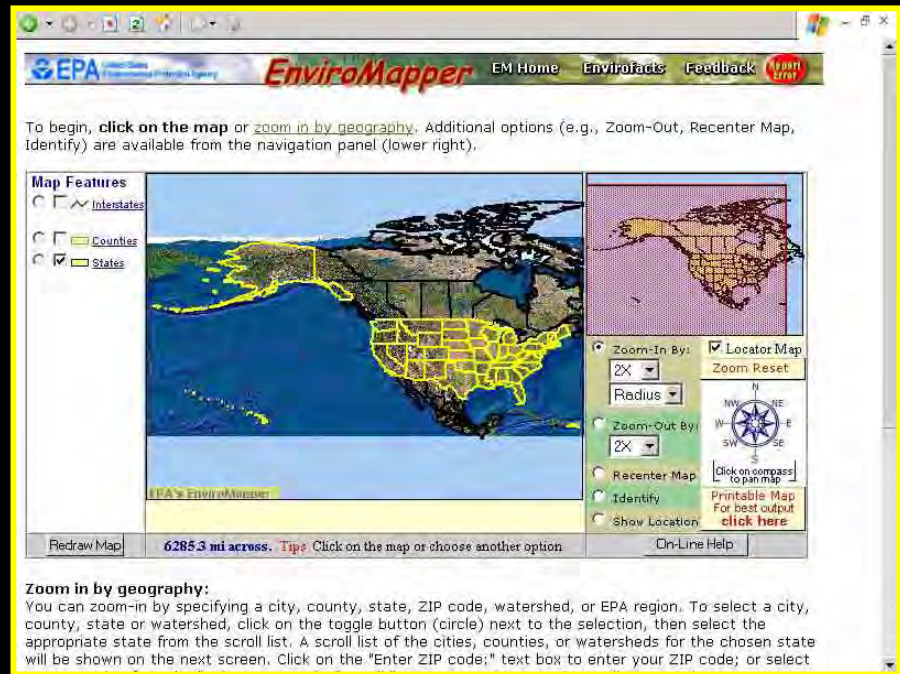 EPA United States Environmental Protection Agency
EnviroMapper
EM Home Envirofacts Feedback Report Error
To begin, click on the map or zoom in by geography. Additional options (e.g., Zoom-Out, Recenter Map,
Identify) are available from the navigation panel (lower right).
Map Features
Interstates
Counties
States
EPA's EnviroMapper
Zoom-In By:
2X
Radius
Zoom-Out By:
2X
Recenter Map
Identify
Show Location
Locator Map
Zoom Reset
N
NW NE
W E
SW SE
S
Click on compass
to pan map
Printable Map
For best output
click here
Redraw Map
6285.3 mi across. Tips Click on the map or choose another option
On-Line Help
Zoom in by geography:
You can zoom-in by specifying a city, county, state, ZIP code, watershed, or EPA region. To select a city,
county, state or watershed, click on the toggle button (circle) next to the selection, then select the
appropriate state from the scroll list. A scroll list of the cities, counties, or watersheds for the chosen state
will be shown on the next screen. Click on the "Enter ZIP code:" text box to enter your ZIP code; or select